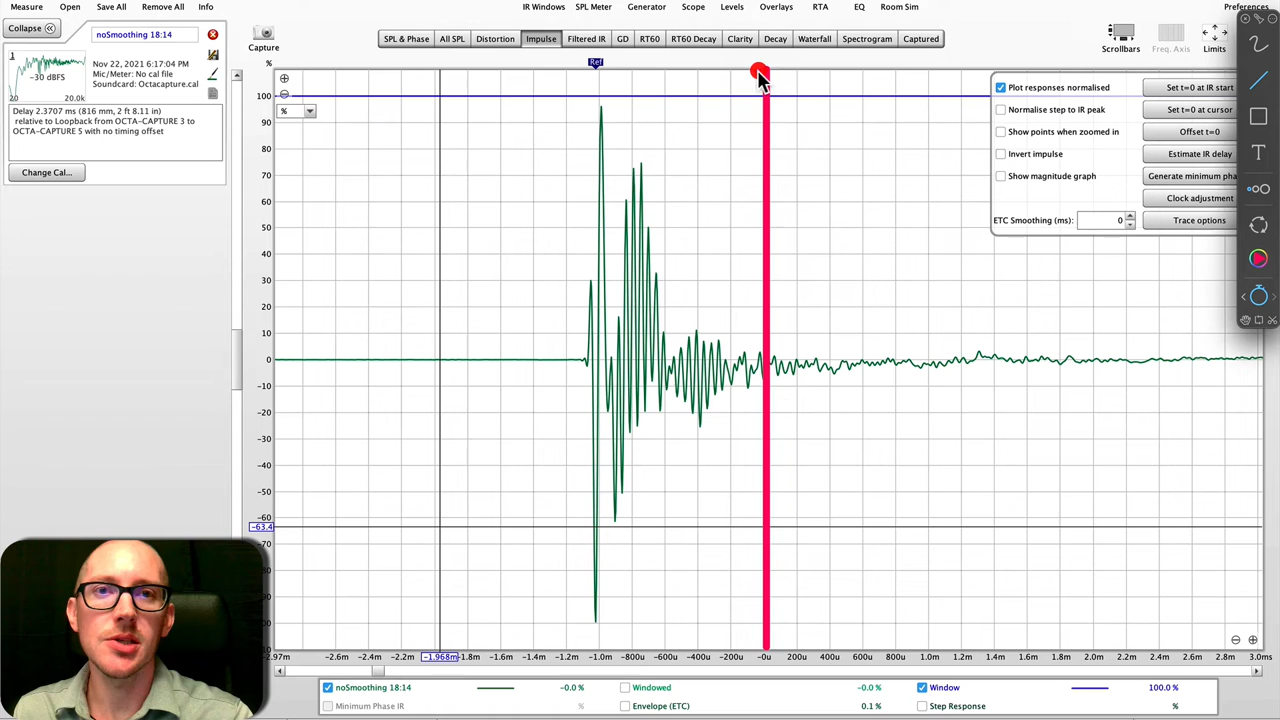 Measure Open Save All Remove All Info IR Windows SPL Meter Generator Scope Levels Overlays RTA EQ Room Sim Preferences
Collapse
noSmoothing 18:14
Capture
SPL & Phase All SPL Distortion Impulse Filtered IR GD RT60 RT60 Decay Clarity Decay Waterfall Spectrogram Captured
Scrollbars Freq. Axis Limits
1
−30 dBFS
20 20.0k
Nov 22, 2021 6:17:04 PM
Mic/Meter: No cal file
Soundcard: Octacapture.cal
Delay 2.3707 ms (816 mm, 2 ft 8.11 in)
relative to Loopback from OCTA-CAPTURE 3 to
OCTA-CAPTURE 5 with no timing offset
Change Cal...
%
Ref
%
100
90
80
70
60
50
40
30
20
10
0
-10
-20
-30
-40
-50
-60
-63.4
-70
-80
-90
Plot responses normalised Set t=0 at IR start
Normalise step to IR peak Set t=0 at cursor
Show points when zoomed in Offset t=0
Invert impulse Estimate IR delay
Show magnitude graph Generate minimum pha
Clock adjustment
ETC Smoothing (ms): 0 Trace options
T
-2.6m -2.4m -2.2m -1.968m -1.8m -1.6m -1.4m -1.2m -1.0m -800u -600u -400u -200u -0u 200u 400u 600u 800u 1.0m 1.2m 1.4m 1.6m 1.8m 2.0m 2.2m 2.4m 2.6m 2.8m 3.0ms
noSmoothing 18:14 -0.0 % Windowed -0.0 % Window 100.0 %
Minimum Phase IR % Envelope (ETC) 0.1 % Step Response %